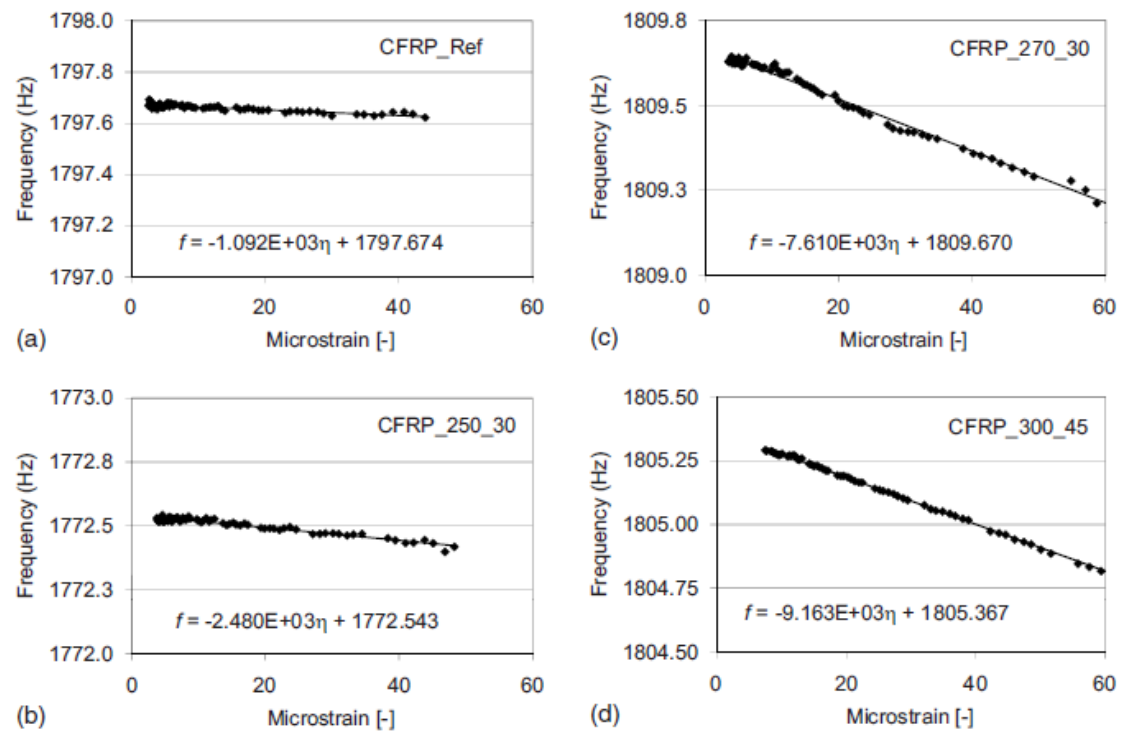 1798.0
CFRP_Ref
1797.8
1797.6
1797.4
1797.2
1797.0
Frequency (Hz)
f = -1.092E+03η + 1797.674
0 20 40 60
(a) Microstrain [-]
1809.8
CFRP_270_30
1809.5
1809.3
1809.0
Frequency (Hz)
f = -7.610E+03η + 1809.670
0 20 40 60
(c) Microstrain [-]
1773.0
CFRP_250_30
1772.8
1772.5
1772.3
1772.0
Frequency (Hz)
f = -2.480E+03η + 1772.543
0 20 40 60
(b) Microstrain [-]
1805.50
CFRP_300_45
1805.25
1805.00
1804.75
1804.50
Frequency (Hz)
f = -9.163E+03η + 1805.367
0 20 40 60
(d) Microstrain [-]